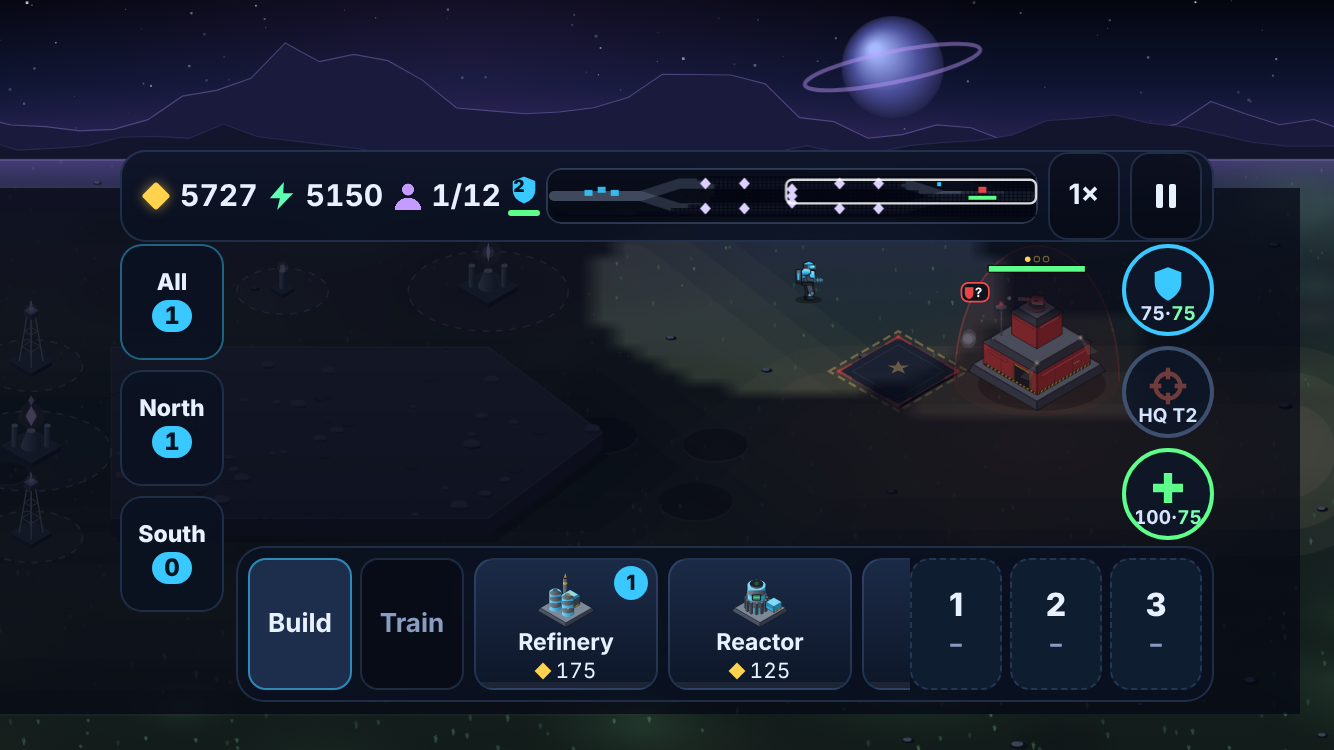 5727 5150 1/12 2 1×
All
1
North
1
South
0
?
75·75
HQ T2
100·75
Build
Train
1
Refinery
175
Reactor
125
1
–
2
–
3
–